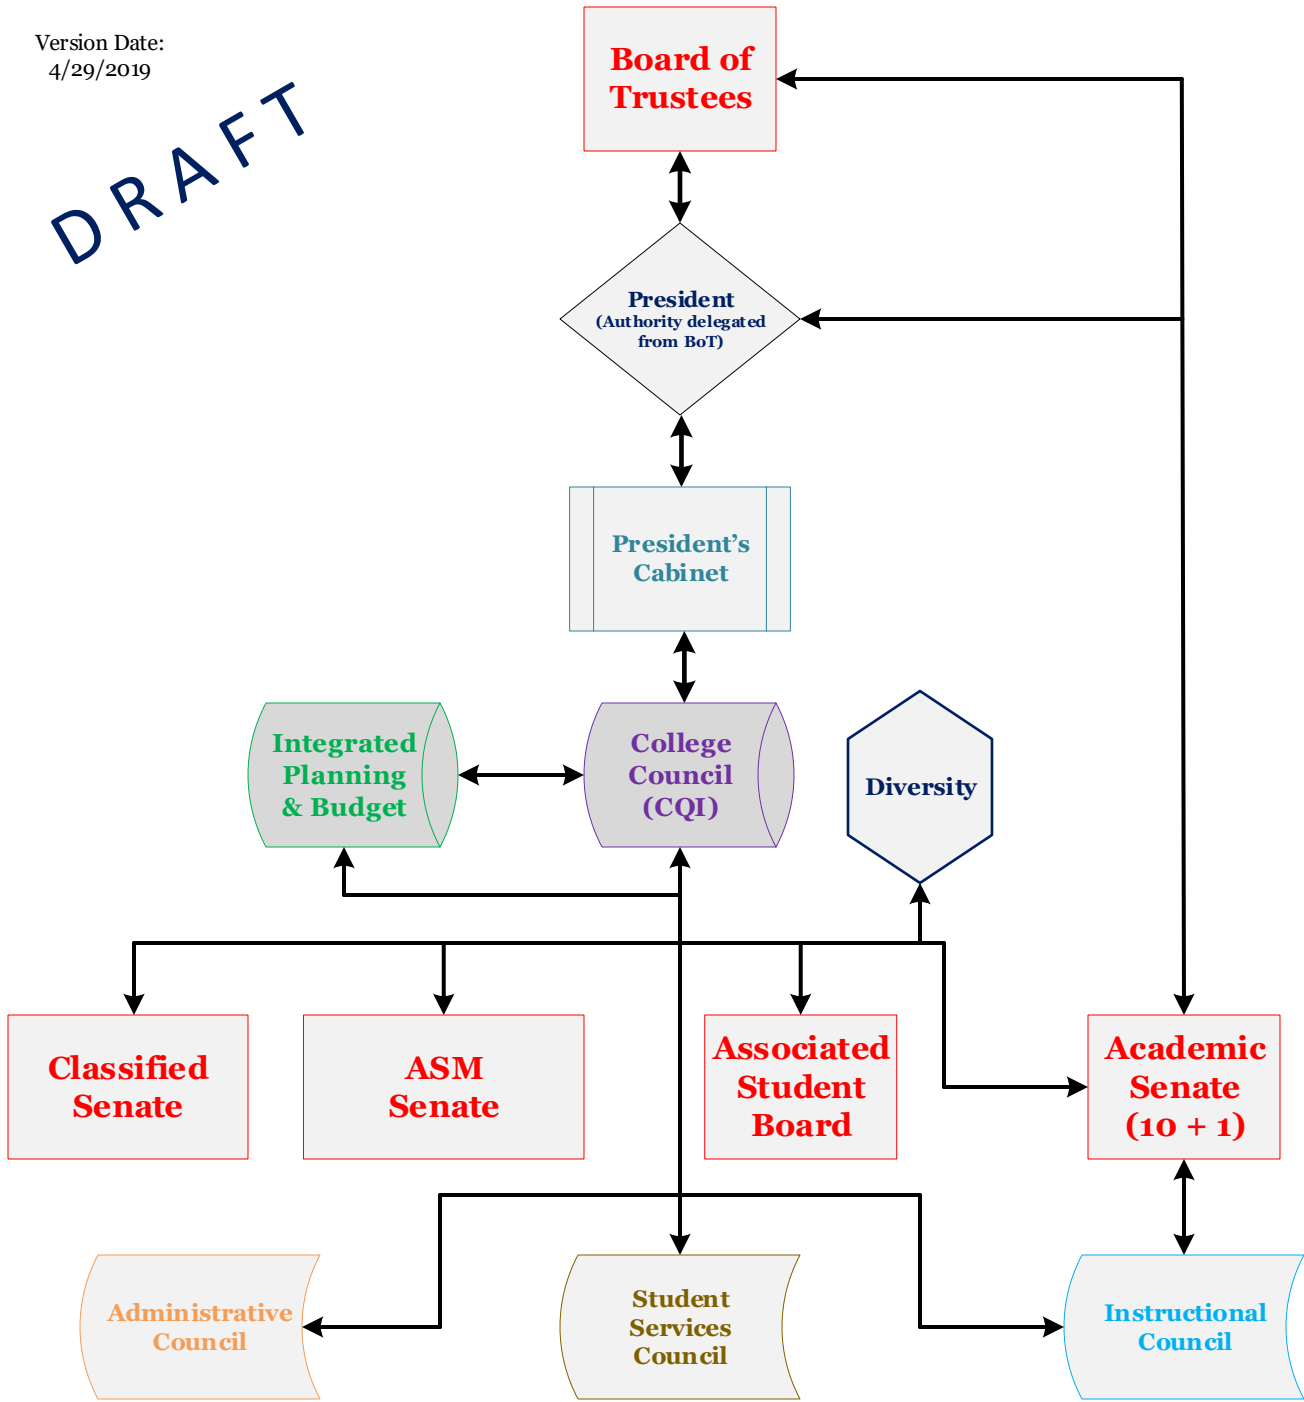 Version Date:
4/29/2019
DRAFT
Board of
Trustees
President
(Authority delegated
from BoT)
President’s
Cabinet
Integrated
Planning
& Budget
College
Council
(CQI)
Diversity
Classified
Senate
ASM
Senate
Associated
Student
Board
Academic
Senate
(10 + 1)
Administrative
Council
Student
Services
Council
Instructional
Council